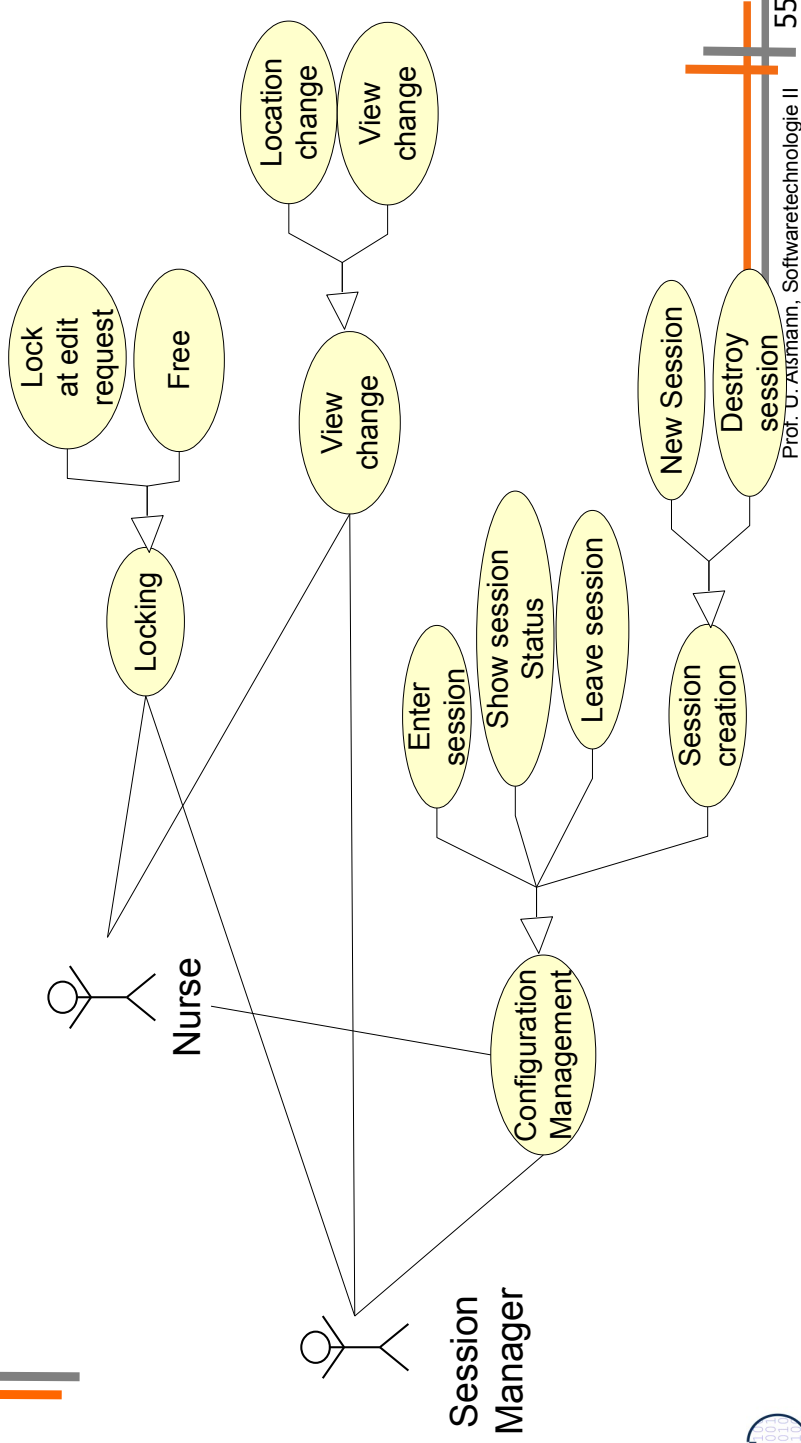 Nurse
Session
Manager
Locking
Lock
at edit
request
Free
View
change
Location
change
View
change
Configuration
Management
Enter
session
Show session
Status
Leave session
Session
creation
New Session
Destroy
session
Prof. U. Aßmann, Softwaretechnologie II
55